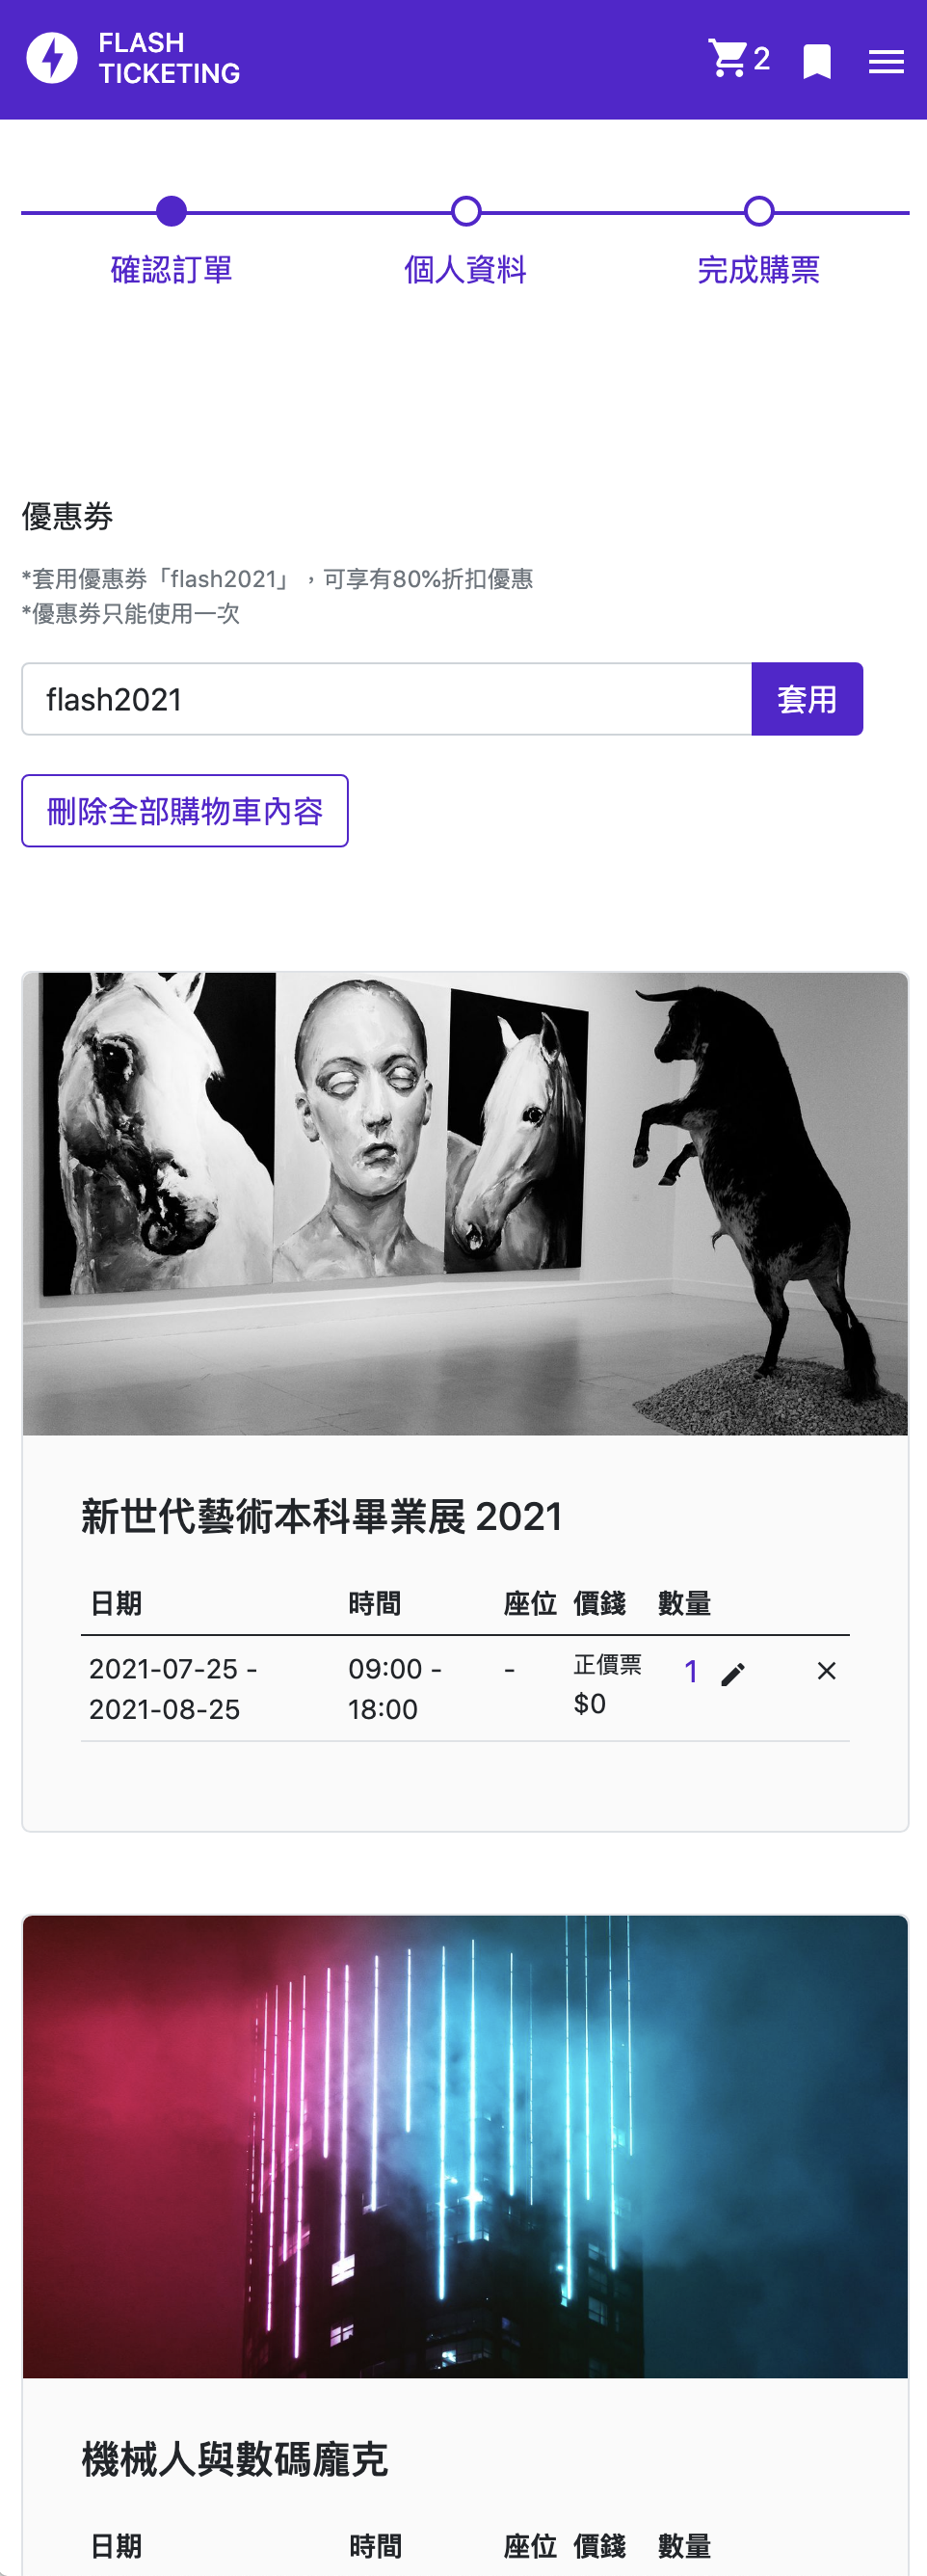 FLASH
TICKETING
2
確認訂單 個人資料 完成購票
優惠劵
*套用優惠劵「flash2021」，可享有80%折扣優惠
*優惠劵只能使用一次
flash2021 套用
刪除全部購物車內容
新世代藝術本科畢業展 2021
日期 時間 座位 價錢 數量
2021-07-25 - 09:00 - - 正價票 1
2021-08-25 18:00 $0
機械人與數碼龐克
日期 時間 座位 價錢 數量